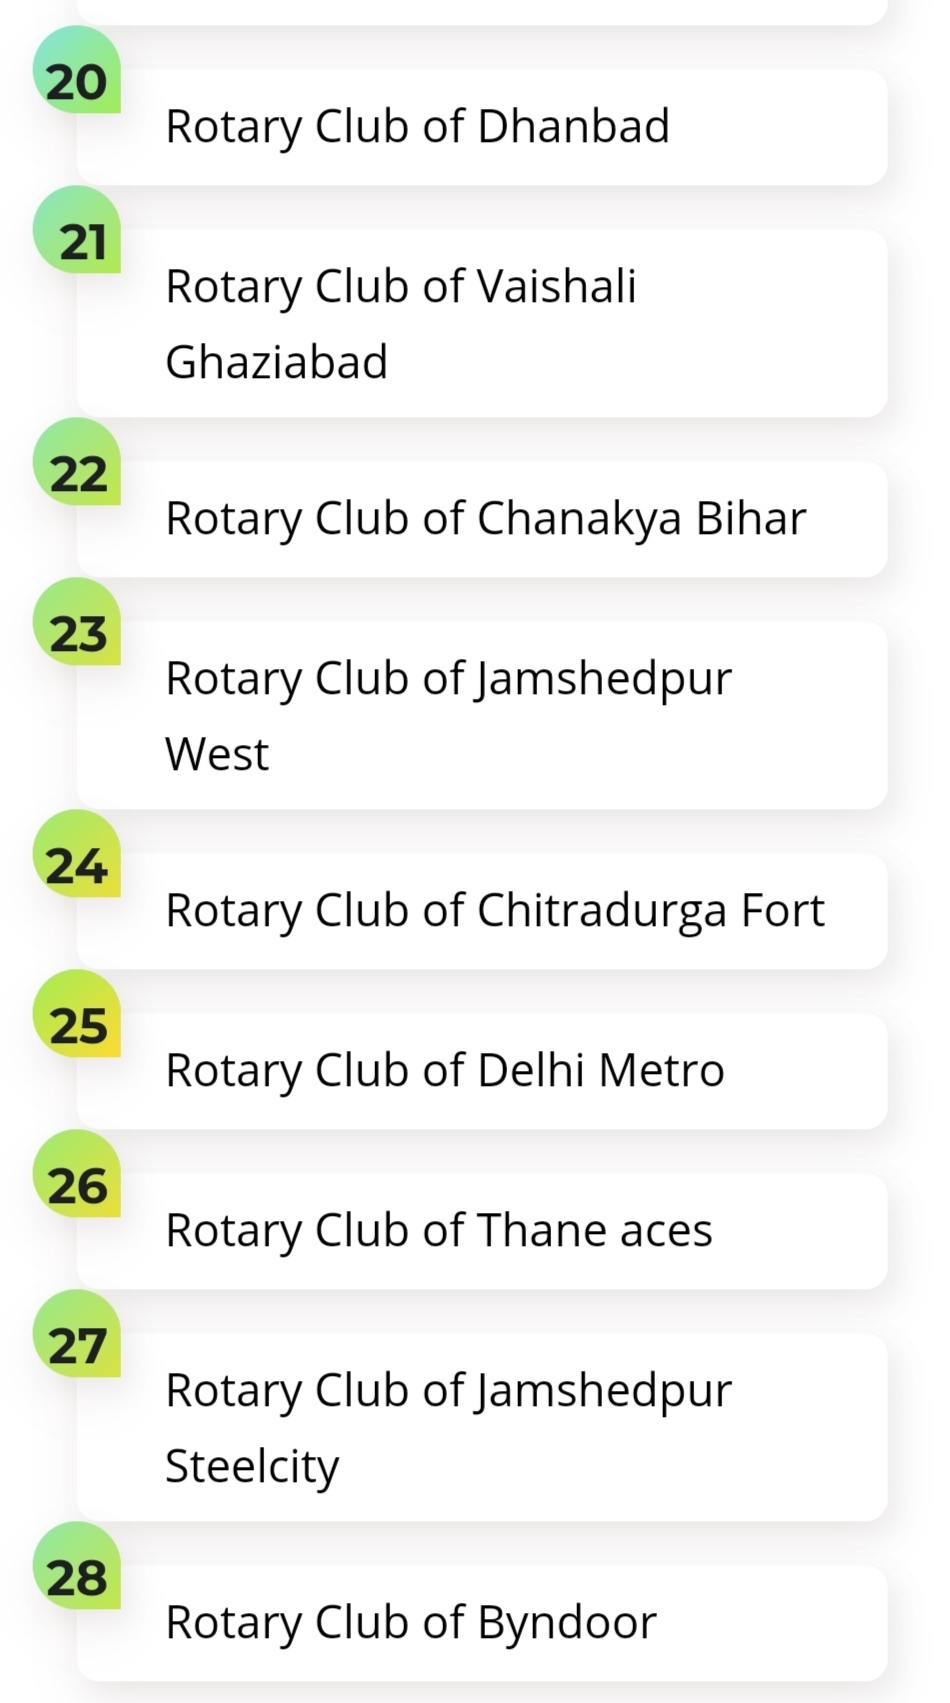 20
Rotary Club of Dhanbad
21
Rotary Club of Vaishali
Ghaziabad
22
Rotary Club of Chanakya Bihar
23
Rotary Club of Jamshedpur
West
24
Rotary Club of Chitradurga Fort
25
Rotary Club of Delhi Metro
26
Rotary Club of Thane aces
27
Rotary Club of Jamshedpur
Steelcity
28
Rotary Club of Byndoor